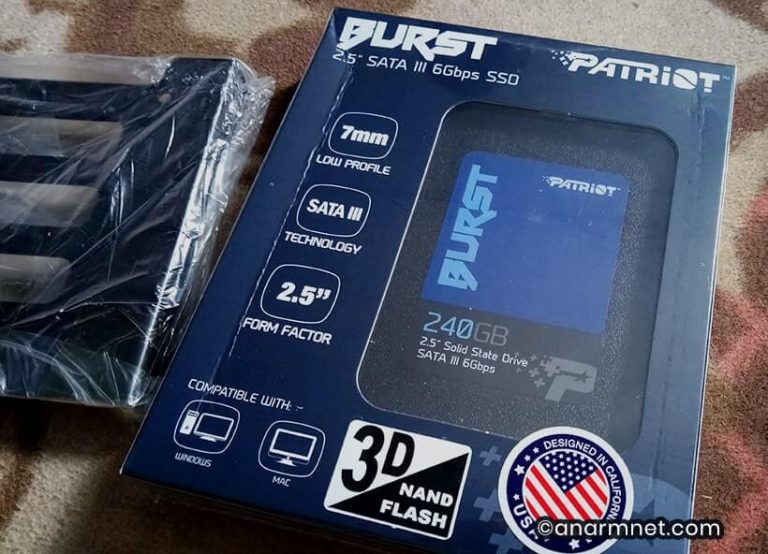 BURST
2.5" SATA III 6Gbps SSD
PATRIOT™
7mm
LOW PROFILE
SATA III
TECHNOLOGY
2.5”
FORM FACTOR
PATRIOT
BURST
240GB
2.5" Solid State Drive
SATA III 6Gbps
COMPATIBLE WITH:
WINDOWS
MAC
3D
NAND
FLASH
DESIGNED IN CALIFORNIA
USA
©anarmnet.com